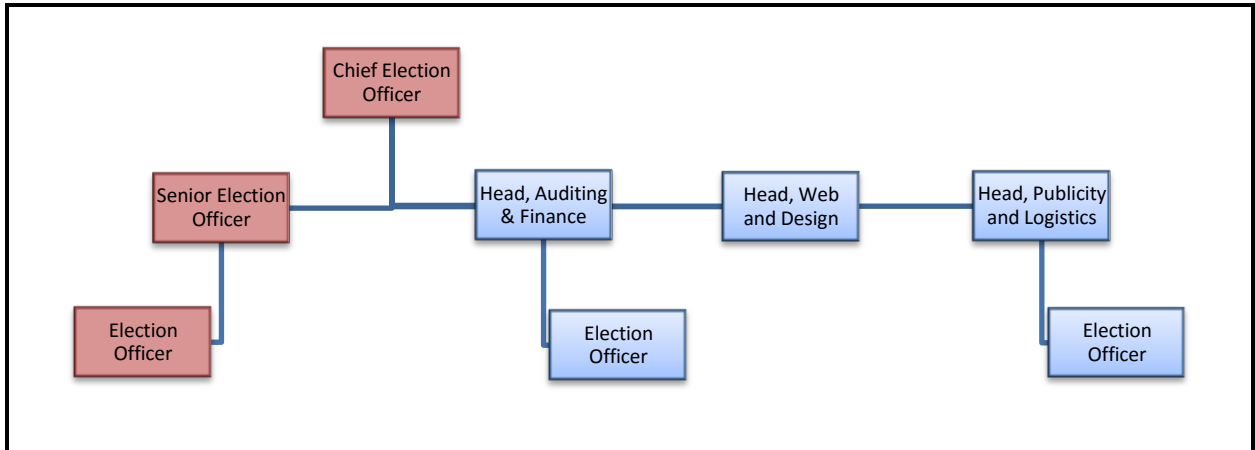 Chief Election
Officer
Senior Election
Officer
Head, Auditing
& Finance
Head, Web
and Design
Head, Publicity
and Logistics
Election
Officer
Election
Officer
Election
Officer